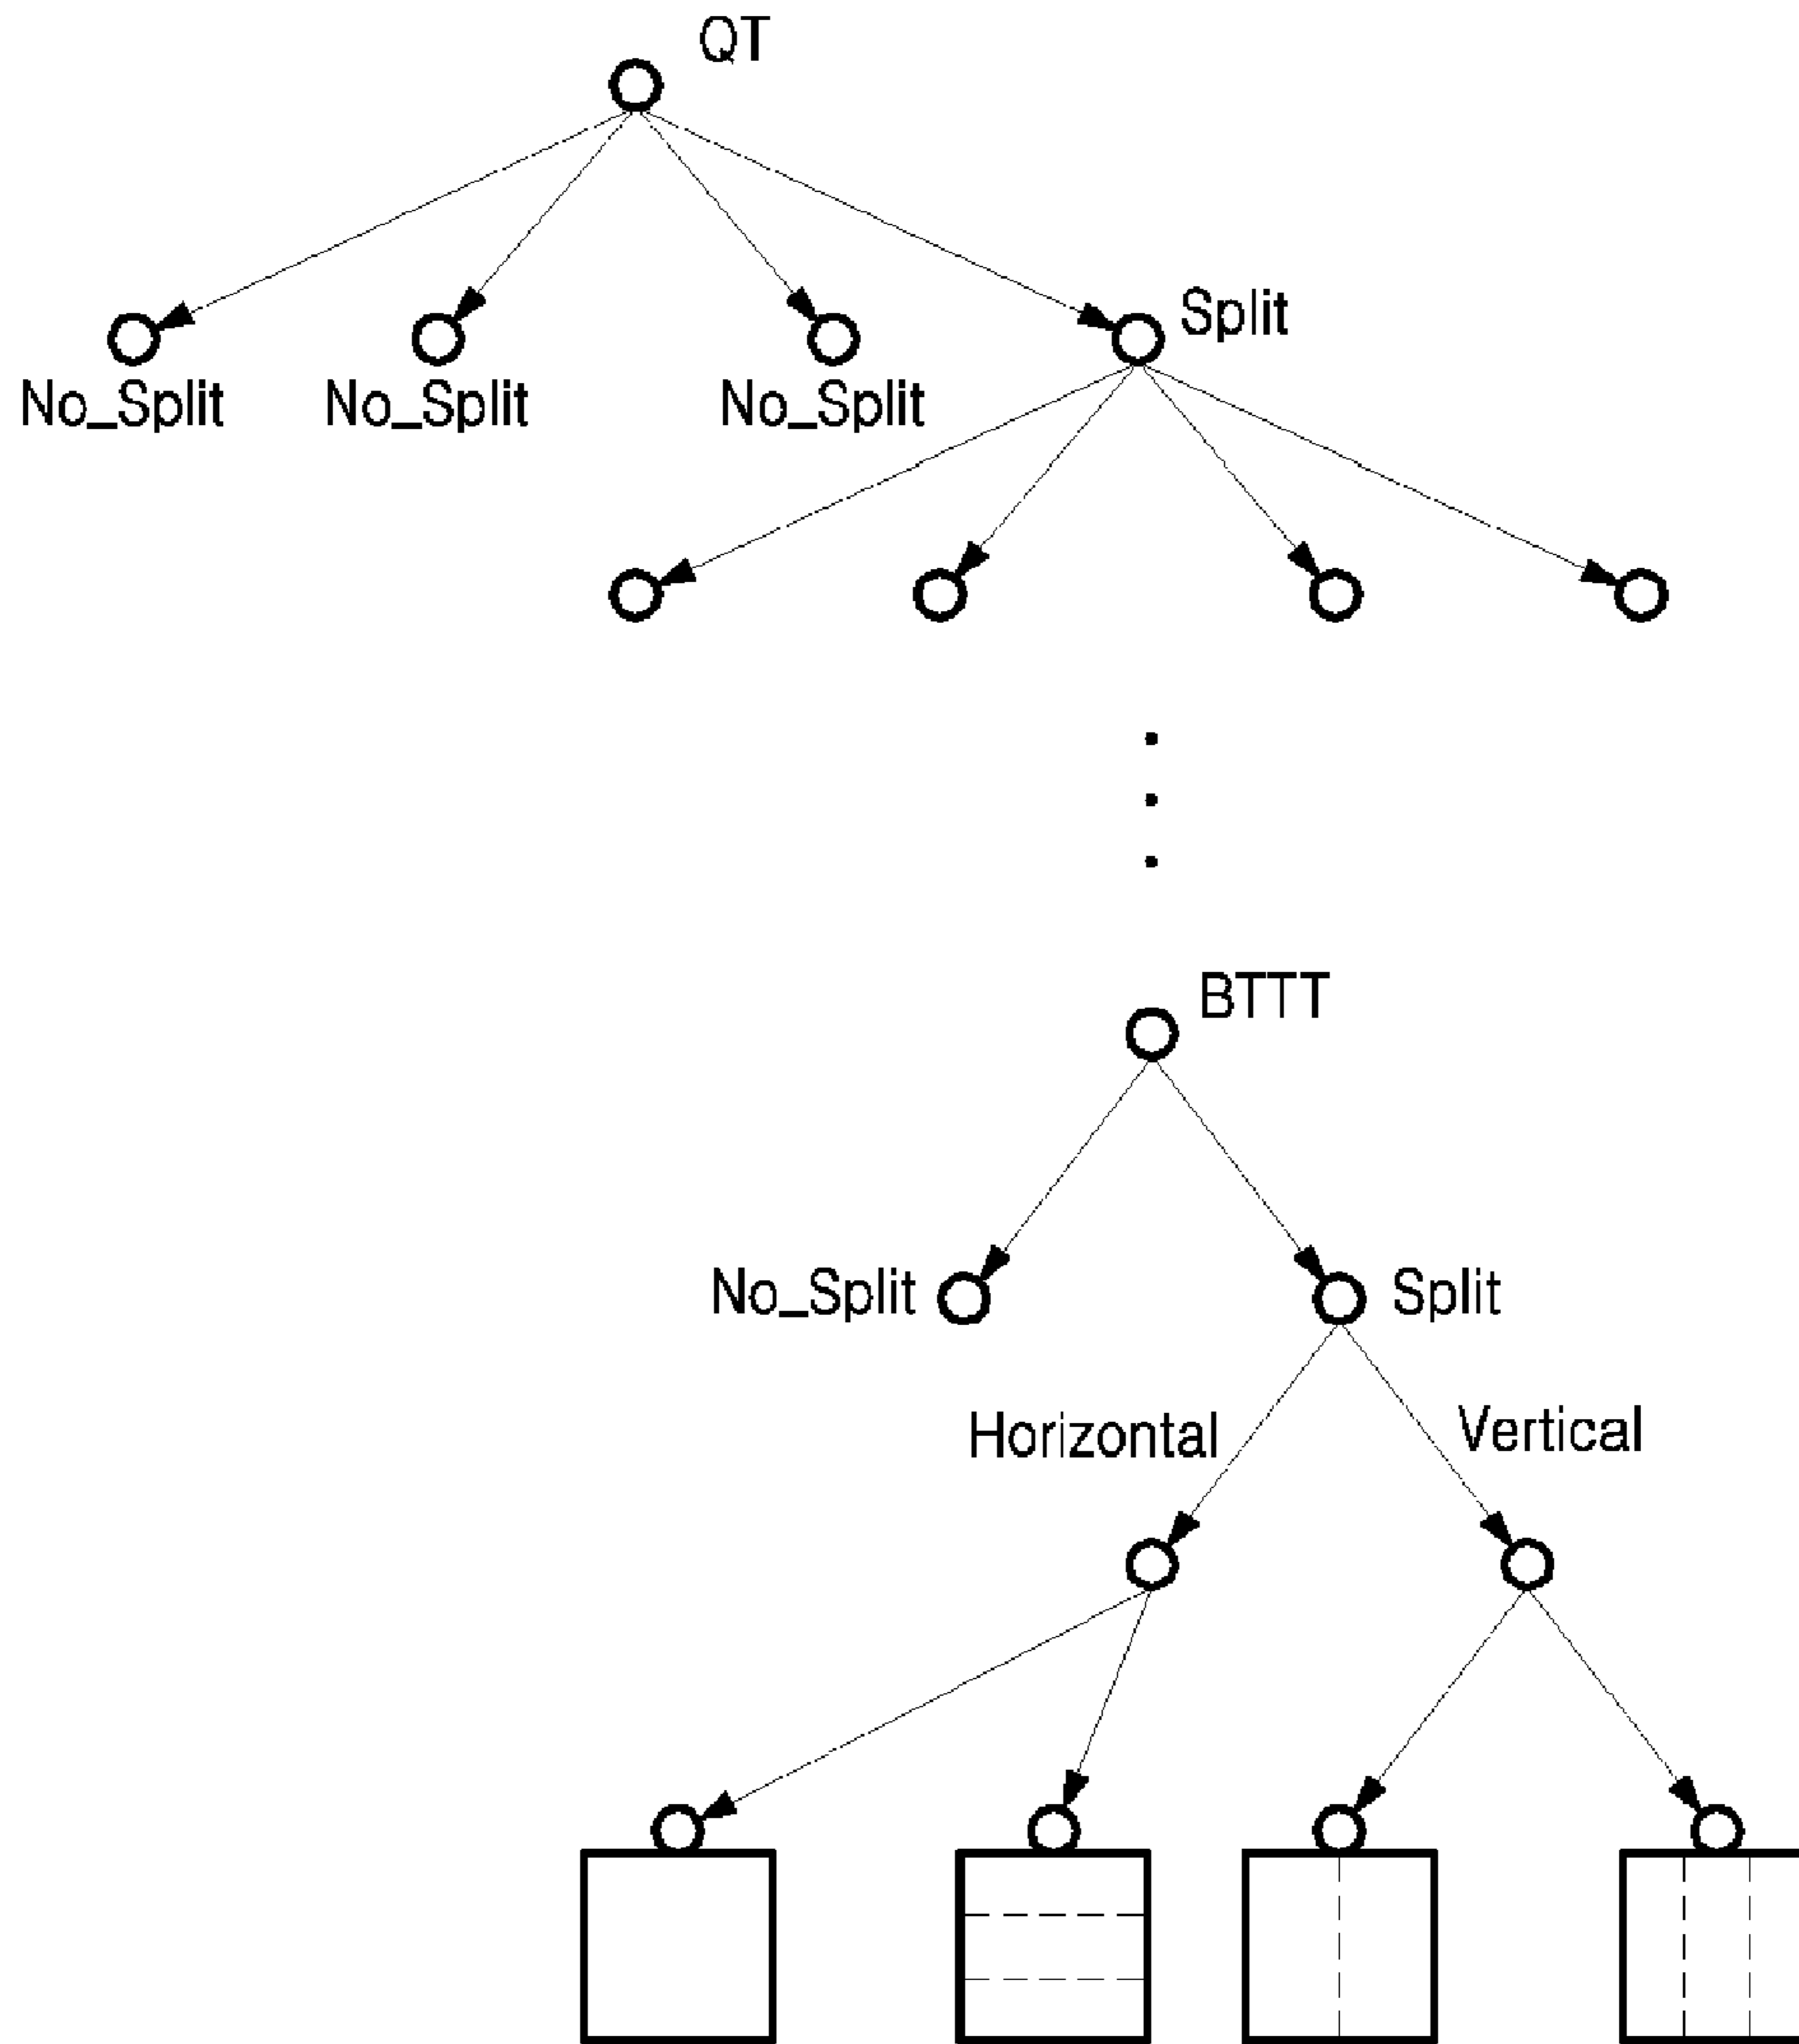 QT
Split
No_Split
No_Split
No_Split
BTTT
No_Split
Split
Horizontal
Vertical